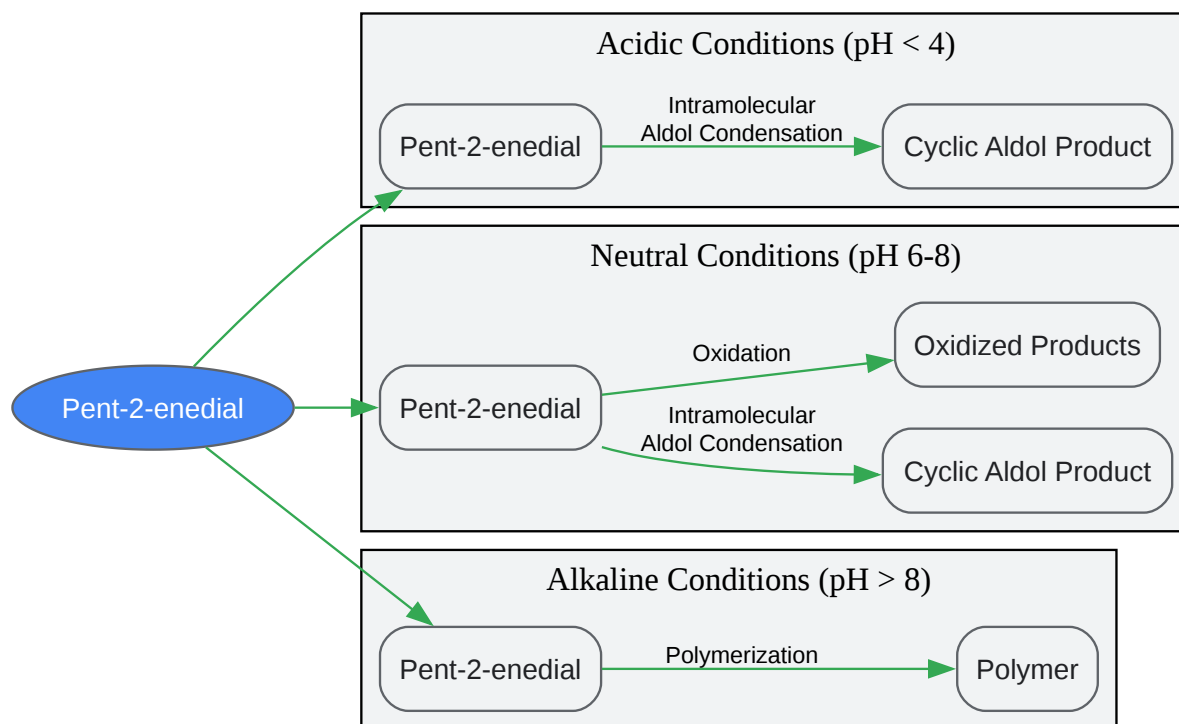 Acidic Conditions (pH < 4)
Pent-2-enedial
Intramolecular
Aldol Condensation
Cyclic Aldol Product
Neutral Conditions (pH 6-8)
Pent-2-enedial
Pent-2-enedial
Oxidation
Oxidized Products
Intramolecular
Aldol Condensation
Cyclic Aldol Product
Alkaline Conditions (pH > 8)
Pent-2-enedial
Polymerization
Polymer